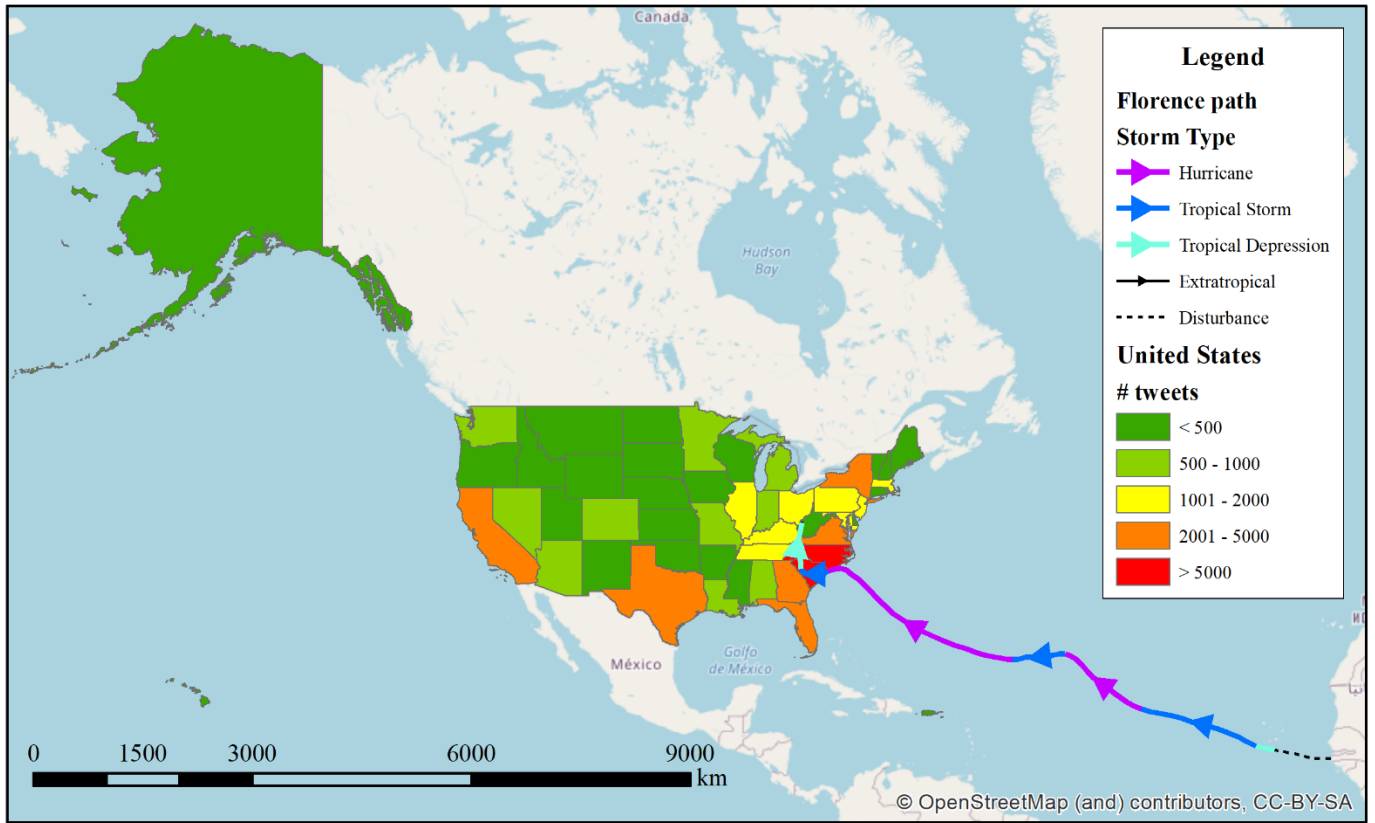 Canada
Hudson
Bay
México
Golfo
de México
Legend
Florence path
Storm Type
Hurricane
Tropical Storm
Tropical Depression
Extratropical
Disturbance
United States
# tweets
< 500
500 - 1000
1001 - 2000
2001 - 5000
> 5000
0 1500 3000 6000 9000
km
© OpenStreetMap (and) contributors, CC-BY-SA